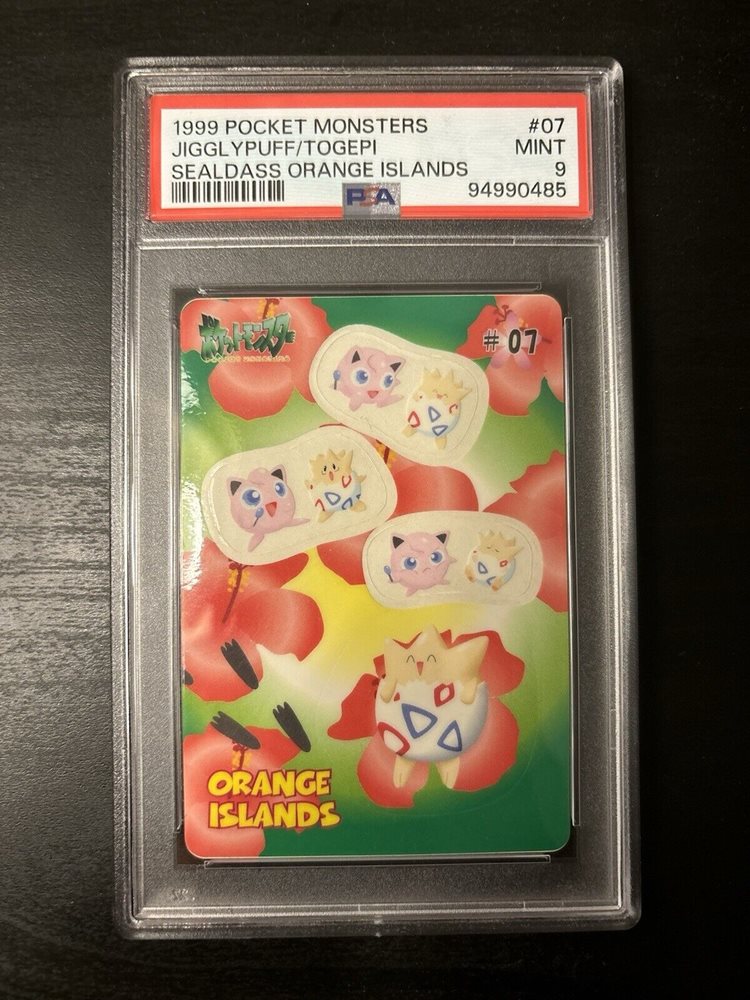 1999 POCKET MONSTERS #07
JIGGLYPUFF/TOGEPI MINT
SEALDASS ORANGE ISLANDS 9
PSA 94990485
ポケットモンスター
# 07
ORANGE
ISLANDS